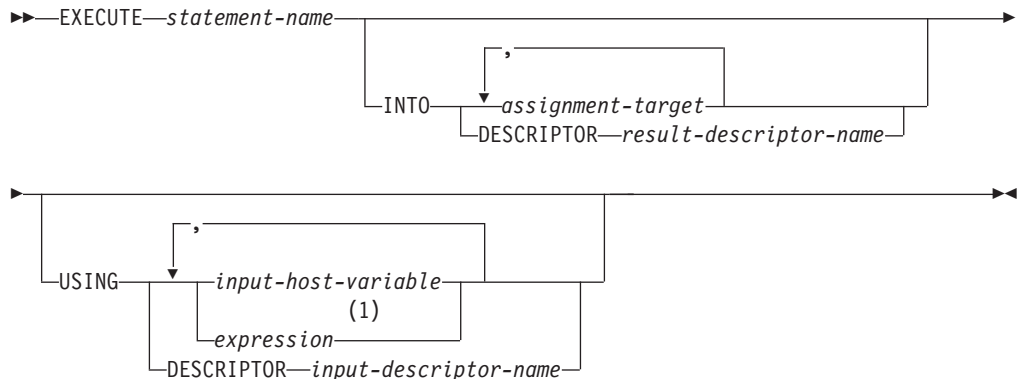 EXECUTE statement-name
,
INTO assignment-target
DESCRIPTOR result-descriptor-name
,
USING input-host-variable
(1)
expression
DESCRIPTOR input-descriptor-name